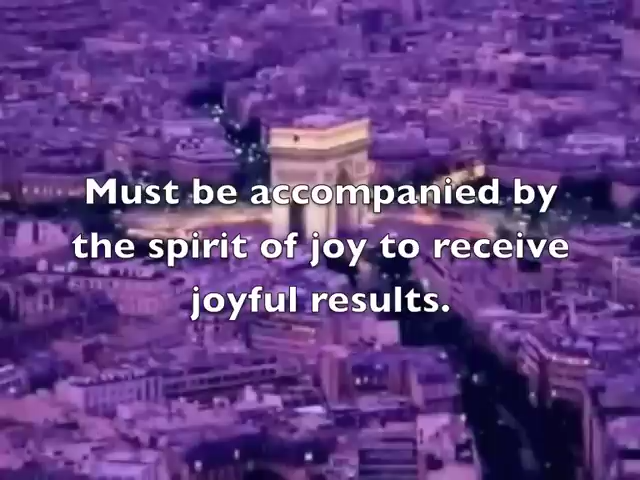 Must be accompanied by
the spirit of joy to receive
joyful results.